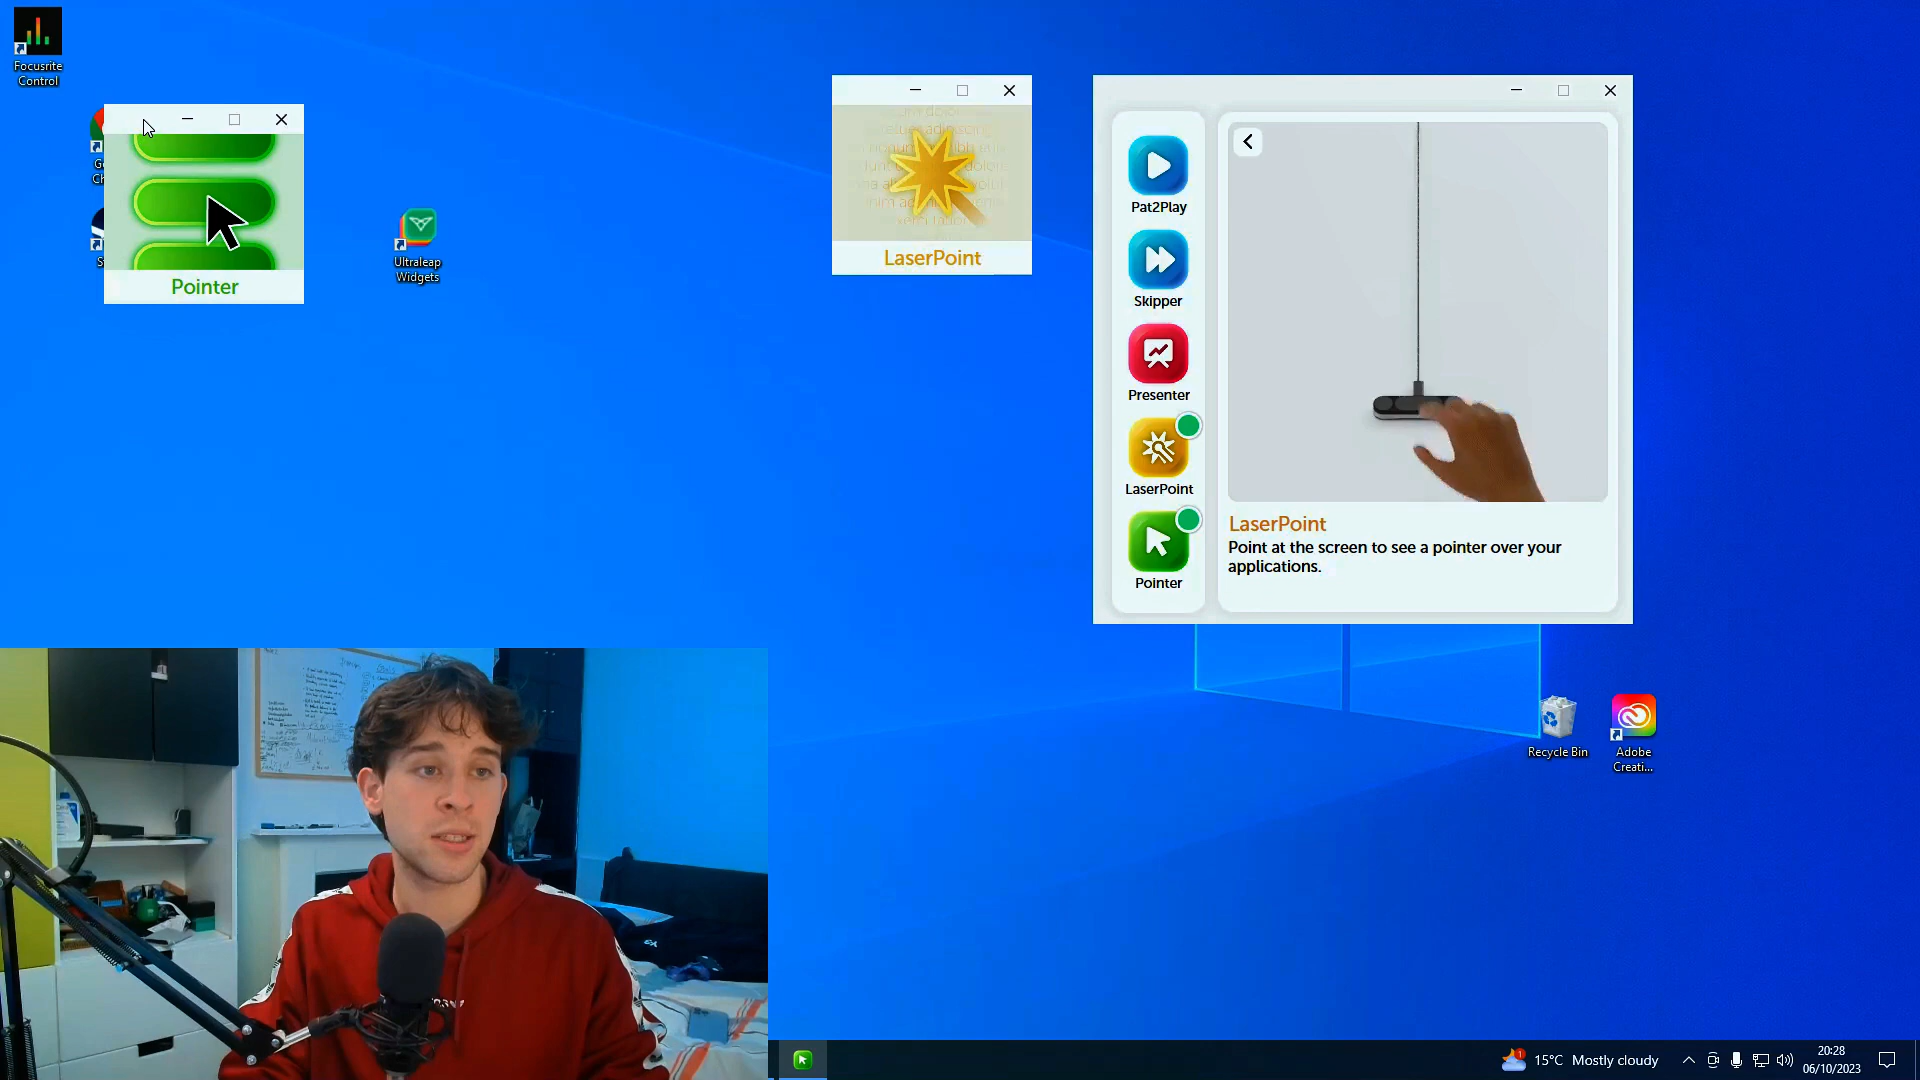 Focusrite
Control
Pointer
Ultraleap
Widgets
LaserPoint
Pat2Play
Skipper
Presenter
LaserPoint
Pointer
LaserPoint
Point at the screen to see a pointer over your
applications.
Recycle Bin
Adobe
Creati...
15°C Mostly cloudy
20:28
06/10/2023